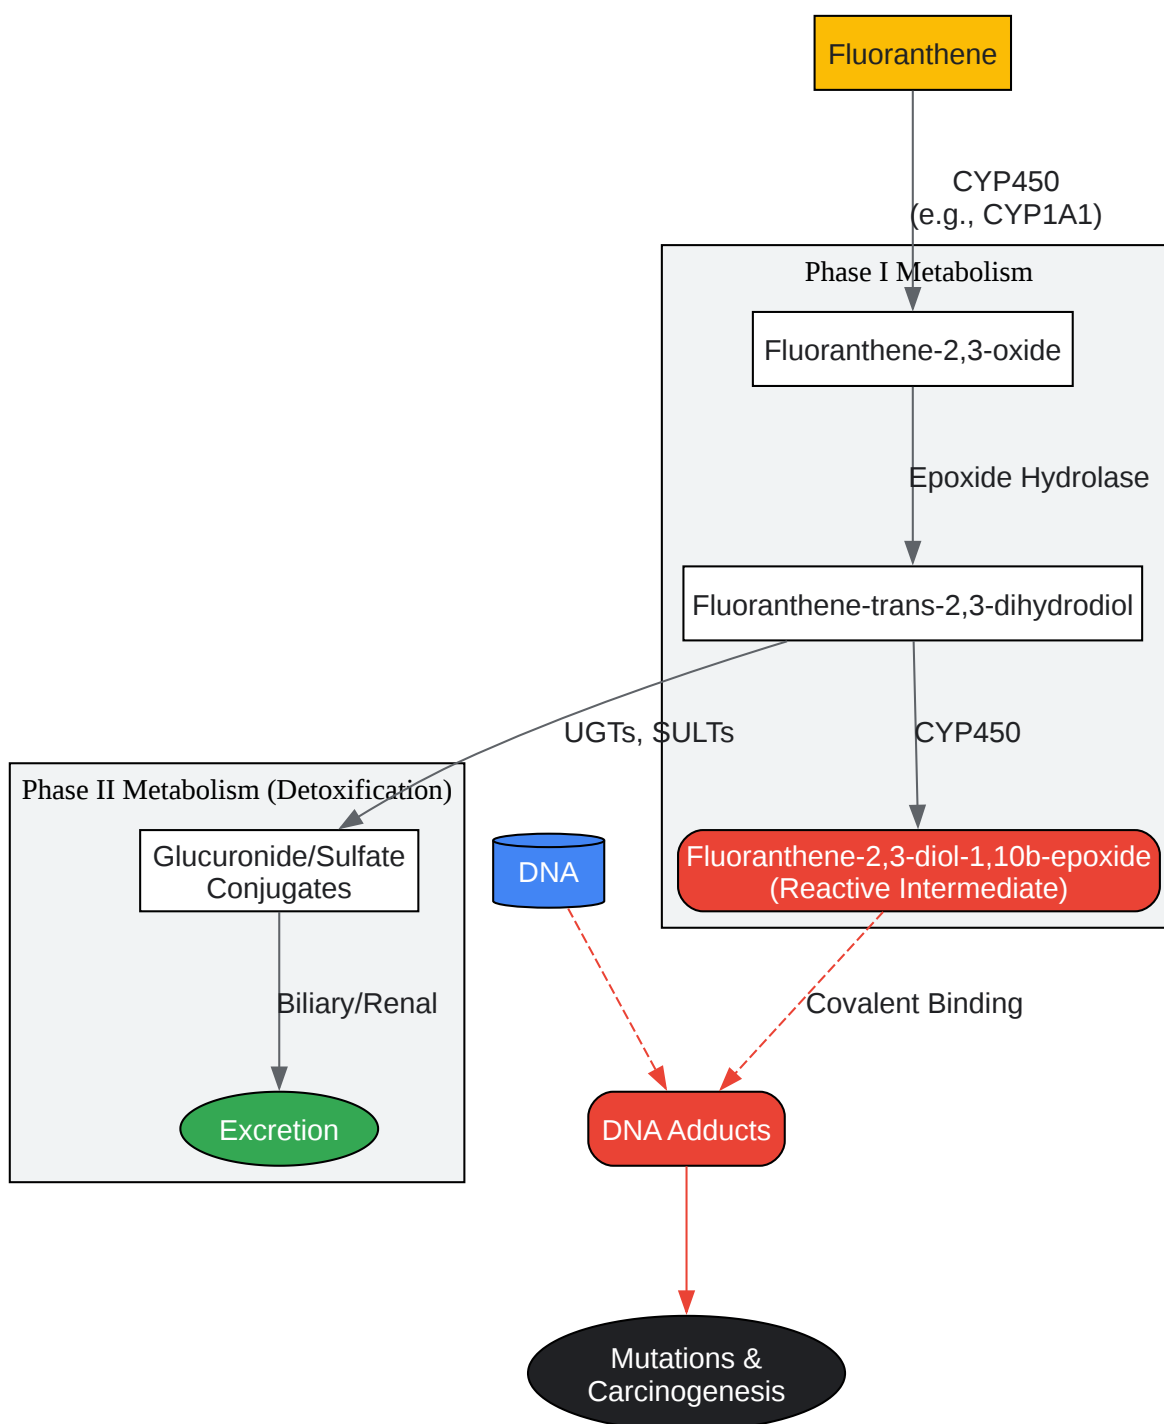 Fluoranthene
CYP450
(e.g., CYP1A1)
Phase I Metabolism
Fluoranthene-2,3-oxide
Epoxide Hydrolase
Fluoranthene-trans-2,3-dihydrodiol
UGTs, SULTs
CYP450
Phase II Metabolism (Detoxification)
Glucuronide/Sulfate
Conjugates
DNA
Fluoranthene-2,3-diol-1,10b-epoxide
(Reactive Intermediate)
Biliary/Renal
Covalent Binding
Excretion
DNA Adducts
Mutations &
Carcinogenesis